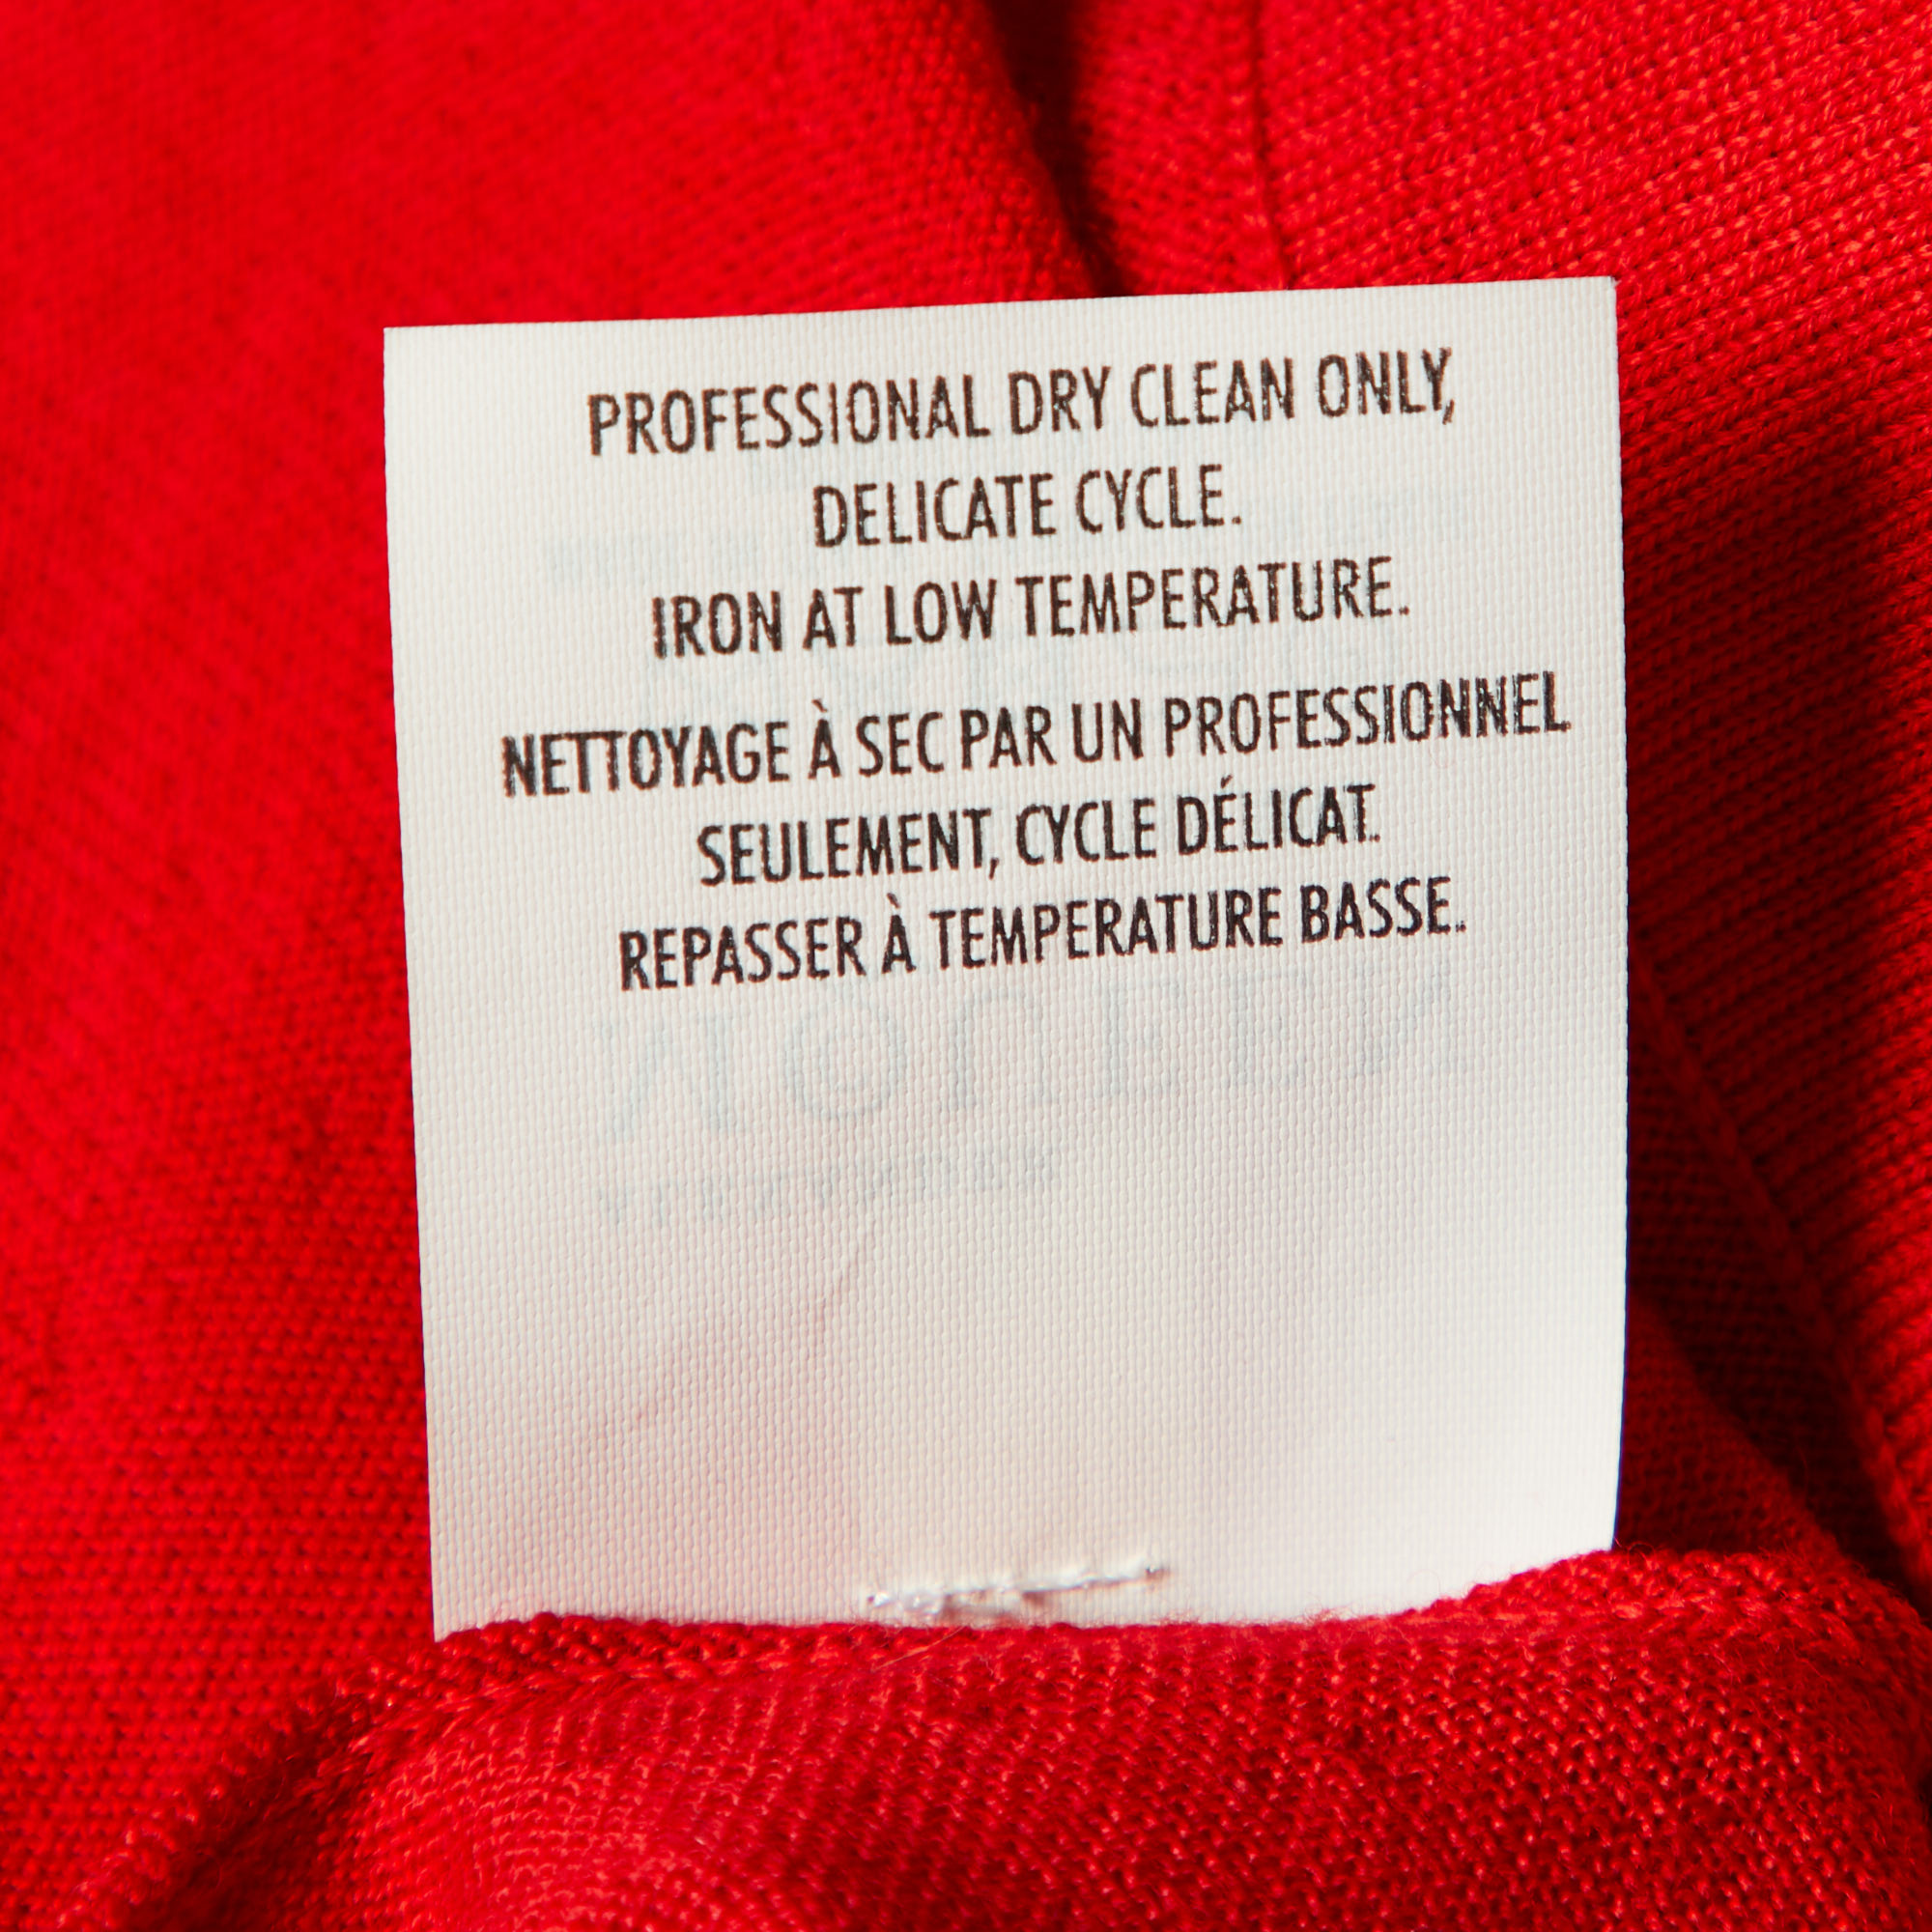 PROFESSIONAL DRY CLEAN ONLY,
DELICATE CYCLE.
IRON AT LOW TEMPERATURE.
NETTOYAGE À SEC PAR UN PROFESSIONNEL
SEULEMENT, CYCLE DÉLICAT.
REPASSER À TEMPERATURE BASSE.